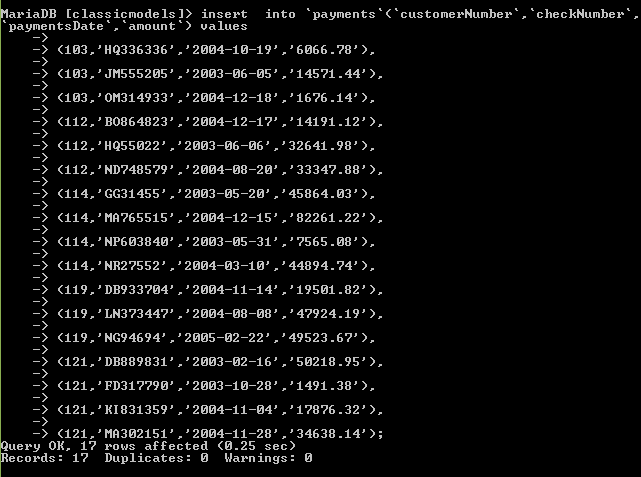 MariaDB [classicmodels]> insert  into `payments`(`customerNumber`,`checkNumber`,
`paymentsDate`,`amount`) values
    ->
    -> (103,'HQ336336','2004-10-19','6066.78'),
    ->
    -> (103,'JM555205','2003-06-05','14571.44'),
    ->
    -> (103,'OM314933','2004-12-18','1676.14'),
    ->
    -> (112,'BO864823','2004-12-17','14191.12'),
    ->
    -> (112,'HQ55022','2003-06-06','32641.98'),
    ->
    -> (112,'ND748579','2004-08-20','33347.88'),
    ->
    -> (114,'GG31455','2003-05-20','45864.03'),
    ->
    -> (114,'MA765515','2004-12-15','82261.22'),
    ->
    -> (114,'NP603840','2003-05-31','7565.08'),
    ->
    -> (114,'NR27552','2004-03-10','44894.74'),
    ->
    -> (119,'DB933704','2004-11-14','19501.82'),
    ->
    -> (119,'LN373447','2004-08-08','47924.19'),
    ->
    -> (119,'NG94694','2005-02-22','49523.67'),
    ->
    -> (121,'DB889831','2003-02-16','50218.95'),
    ->
    -> (121,'FD317790','2003-10-28','1491.38'),
    ->
    -> (121,'KI831359','2004-11-04','17876.32'),
    ->
    -> (121,'MA302151','2004-11-28','34638.14');
Query OK, 17 rows affected (0.25 sec)
Records: 17  Duplicates: 0  Warnings: 0